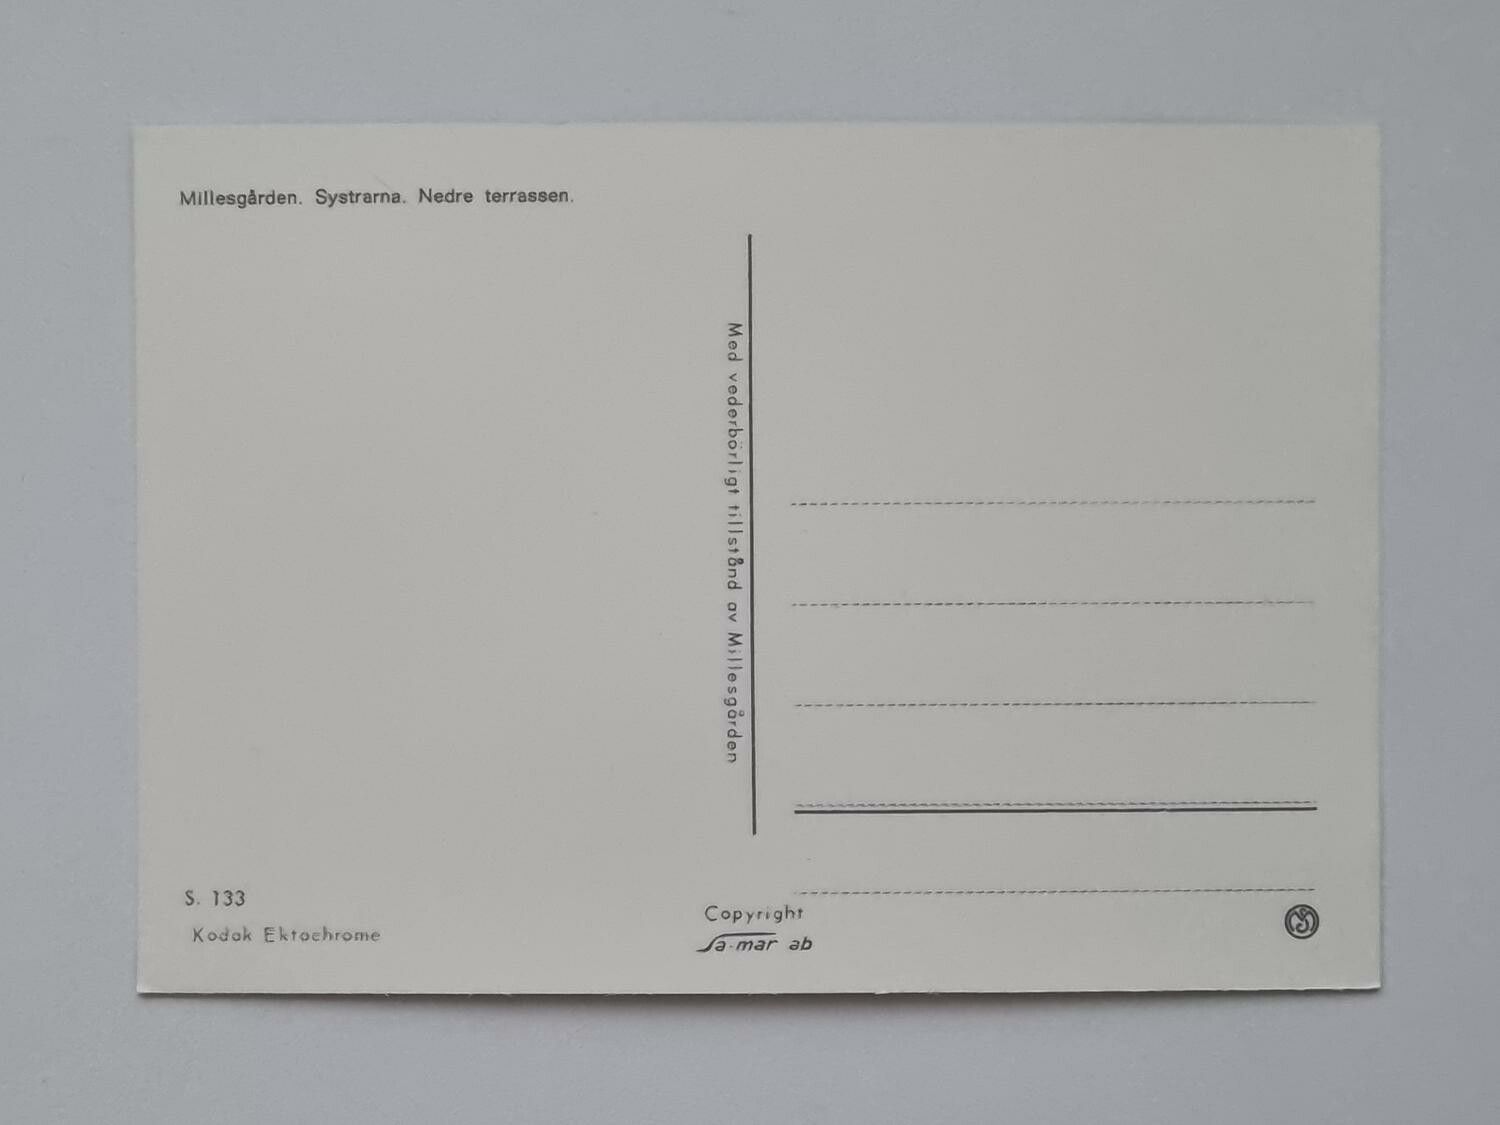 Millesgården. Systrarna. Nedre terrassen.
Med vederbörligt tillstånd av Millesgården
S. 133
Kodak Ektachrome
Copyright
Sa-mar ab